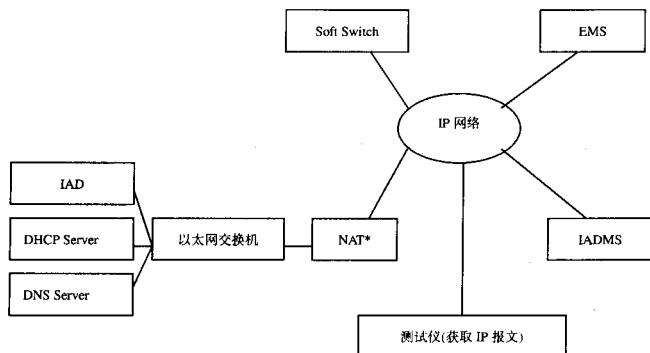 Soft Switch
EMS
IP 网络
IAD
DHCP Server
以太网交换机
NAT*
IADMS
DNS Server
测试仪(获取 IP 报文)